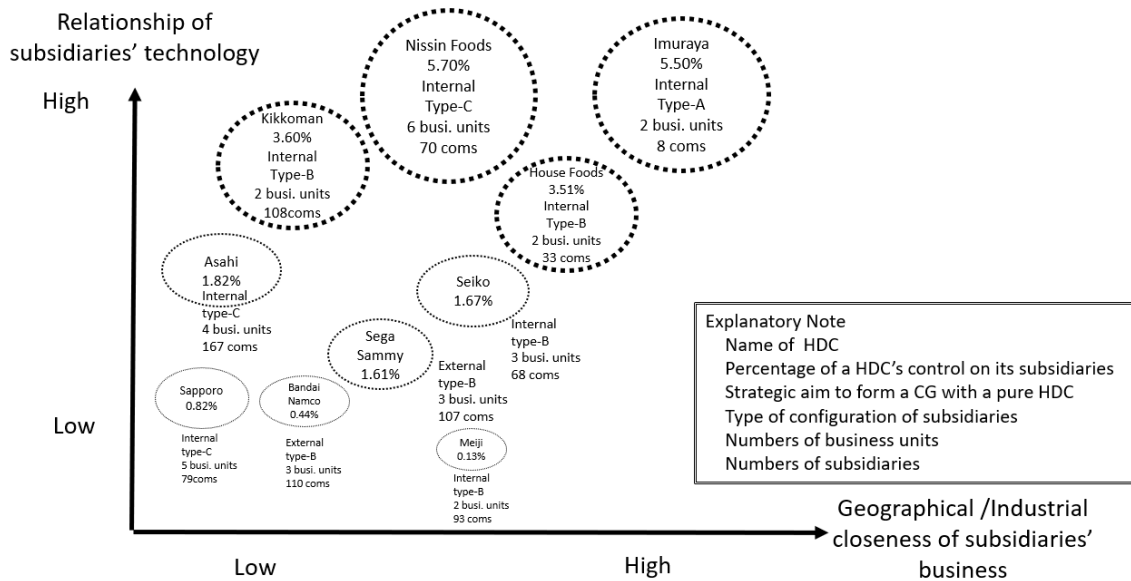 Relationship of
subsidiaries' technology
High
Low
Nissin Foods
5.70%
Internal
Type-C
6 busi. units
70 coms
Imuraya
5.50%
Internal
Type-A
2 busi. units
8 coms
Kikkoman
3.60%
Internal
Type-B
2 busi. units
108coms
House Foods
3.51%
Internal
Type-B
2 busi. units
33 coms
Asahi
1.82%
Internal
type-C
4 busi. units
167 coms
Seiko
1.67%
Internal
type-B
3 busi. units
68 coms
Sega
Sammy
1.61%
External
type-B
3 busi. units
107 coms
Sapporo
0.82%
Internal
type-C
5 busi. units
79coms
Bandai
Namco
0.44%
External
type-B
3 busi. units
110 coms
Meiji
0.13%
Internal
type-B
2 busi. units
93 coms
Explanatory Note
Name of HDC
Percentage of a HDC's control on its subsidiaries
Strategic aim to form a CG with a pure HDC
Type of configuration of subsidiaries
Numbers of business units
Numbers of subsidiaries
Low
High
Geographical /Industrial
closeness of subsidiaries'
business